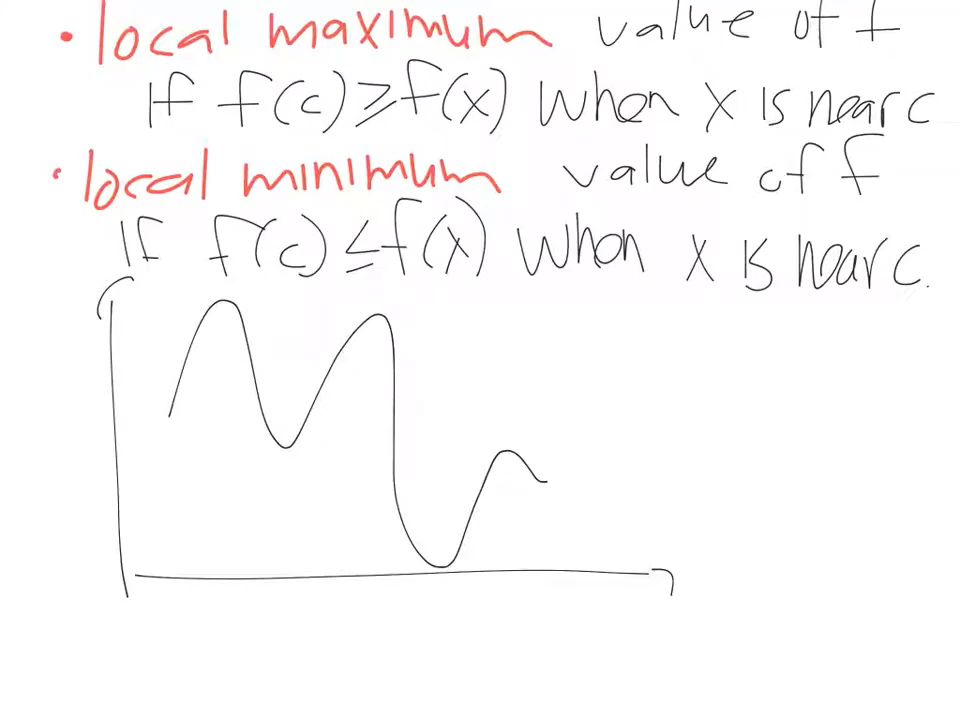 • local maximum value of f
If f(c) ≥ f(x) when x is near c
• local minimum value of f
If f(c) ≤ f(x) when x is near c.